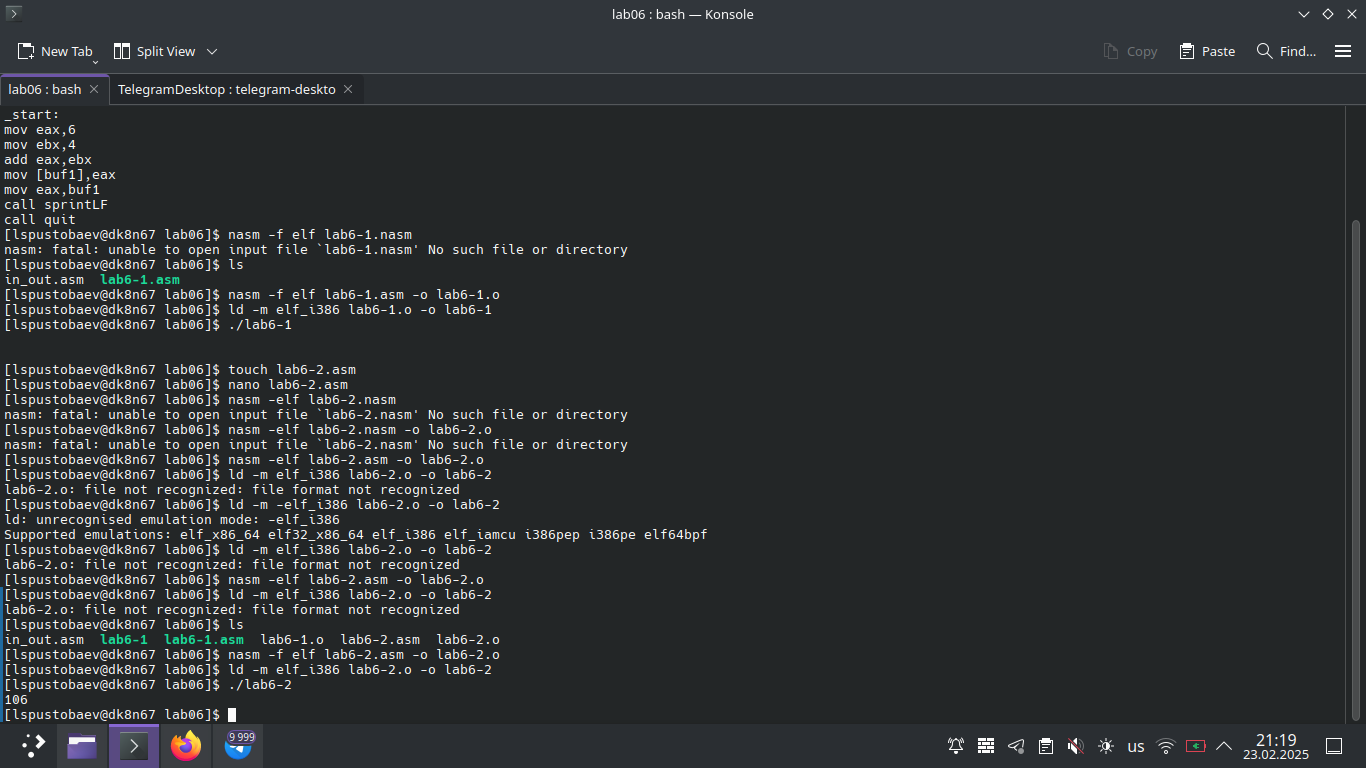 lab06 : bash — Konsole
New Tab
Split View
Copy
Paste
Find...
lab06 : bash
TelegramDesktop : telegram-deskto
_start:
mov eax,6
mov ebx,4
add eax,ebx
mov [buf1],eax
mov eax,buf1
call sprintLF
call quit
[lspustobaev@dk8n67 lab06]$ nasm -f elf lab6-1.nasm
nasm: fatal: unable to open input file `lab6-1.nasm' No such file or directory
[lspustobaev@dk8n67 lab06]$ ls
in_out.asm  lab6-1.asm
[lspustobaev@dk8n67 lab06]$ nasm -f elf lab6-1.asm -o lab6-1.o
[lspustobaev@dk8n67 lab06]$ ld -m elf_i386 lab6-1.o -o lab6-1
[lspustobaev@dk8n67 lab06]$ ./lab6-1
[lspustobaev@dk8n67 lab06]$ touch lab6-2.asm
[lspustobaev@dk8n67 lab06]$ nano lab6-2.asm
[lspustobaev@dk8n67 lab06]$ nasm -elf lab6-2.nasm
nasm: fatal: unable to open input file `lab6-2.nasm' No such file or directory
[lspustobaev@dk8n67 lab06]$ nasm -elf lab6-2.nasm -o lab6-2.o
nasm: fatal: unable to open input file `lab6-2.nasm' No such file or directory
[lspustobaev@dk8n67 lab06]$ nasm -elf lab6-2.asm -o lab6-2.o
[lspustobaev@dk8n67 lab06]$ ld -m elf_i386 lab6-2.o -o lab6-2
lab6-2.o: file not recognized: file format not recognized
[lspustobaev@dk8n67 lab06]$ ld -m -elf_i386 lab6-2.o -o lab6-2
ld: unrecognised emulation mode: -elf_i386
Supported emulations: elf_x86_64 elf32_x86_64 elf_i386 elf_iamcu i386pep i386pe elf64bpf
[lspustobaev@dk8n67 lab06]$ ld -m elf_i386 lab6-2.o -o lab6-2
lab6-2.o: file not recognized: file format not recognized
[lspustobaev@dk8n67 lab06]$ nasm -elf lab6-2.asm -o lab6-2.o
[lspustobaev@dk8n67 lab06]$ ld -m elf_i386 lab6-2.o -o lab6-2
lab6-2.o: file not recognized: file format not recognized
[lspustobaev@dk8n67 lab06]$ ls
in_out.asm  lab6-1  lab6-1.asm  lab6-1.o  lab6-2.asm  lab6-2.o
[lspustobaev@dk8n67 lab06]$ nasm -f elf lab6-2.asm -o lab6-2.o
[lspustobaev@dk8n67 lab06]$ ld -m elf_i386 lab6-2.o -o lab6-2
[lspustobaev@dk8n67 lab06]$ ./lab6-2
106
[lspustobaev@dk8n67 lab06]$
9 999
us
21:19
23.02.2025